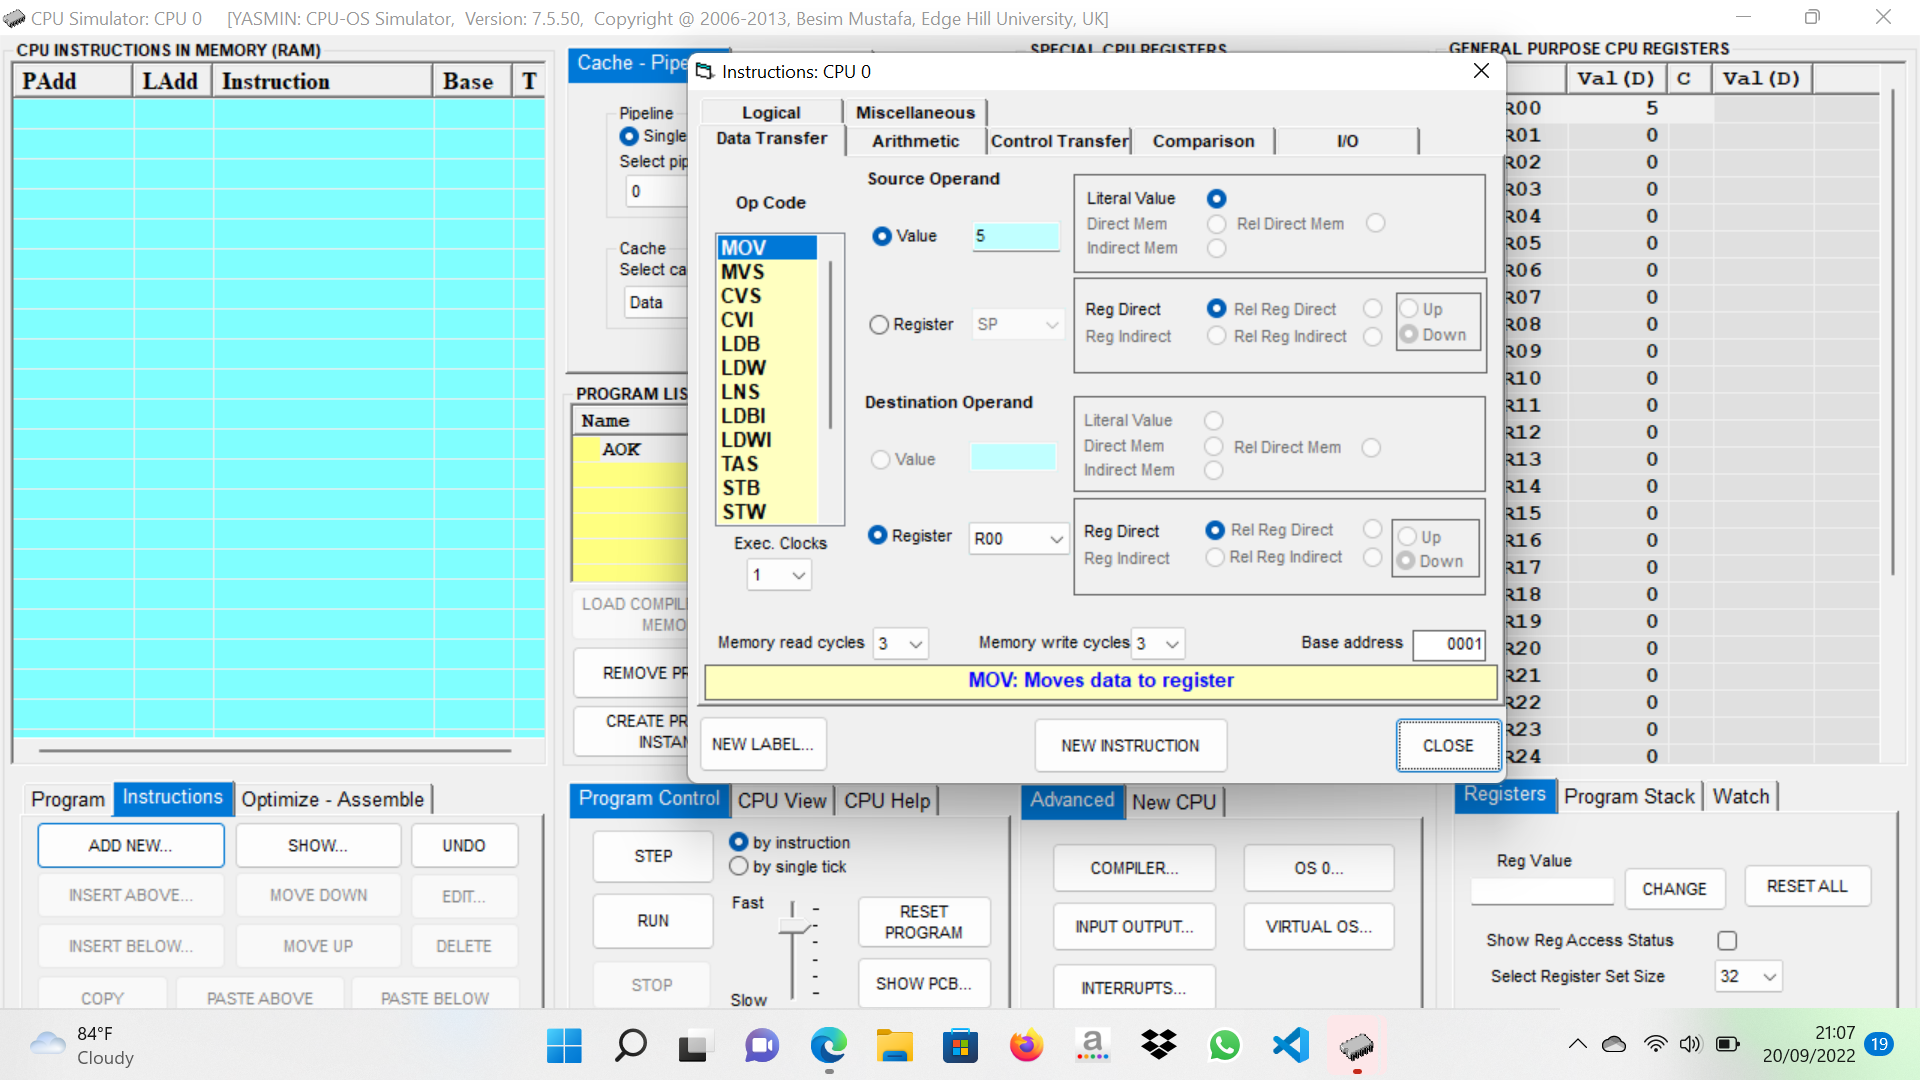 CPU Simulator: CPU 0 [YASMIN: CPU-OS Simulator, Version: 7.5.50, Copyright @ 2006-2013, Besim Mustafa, Edge Hill University, UK]
CPU INSTRUCTIONS IN MEMORY (RAM)
PAdd LAdd Instruction Base T
Cache - Pipe
Pipeline
Single
Select pip
0
Cache
Select ca
Data
PROGRAM LIS
Name
AOK
LOAD COMPIL
MEMO
REMOVE PR
CREATE PR
INSTAN
SPECIAL CPU REGISTERS
Instructions: CPU 0
Logical Miscellaneous
Data Transfer Arithmetic Control Transfer Comparison I/O
Op Code
MOV
MVS
CVS
CVI
LDB
LDW
LNS
LDBI
LDWI
TAS
STB
STW
Exec. Clocks
1
Source Operand
Value 5
Register SP
Literal Value
Direct Mem Rel Direct Mem
Indirect Mem
Reg Direct Rel Reg Direct Up
Reg Indirect Rel Reg Indirect Down
Destination Operand
Value
Register R00
Literal Value
Direct Mem Rel Direct Mem
Indirect Mem
Reg Direct Rel Reg Direct Up
Reg Indirect Rel Reg Indirect Down
Memory read cycles 3 Memory write cycles 3 Base address 0001
MOV: Moves data to register
NEW LABEL... NEW INSTRUCTION CLOSE
GENERAL PURPOSE CPU REGISTERS
Val (D) C Val (D)
R00 5
R01 0
R02 0
R03 0
R04 0
R05 0
R06 0
R07 0
R08 0
R09 0
R10 0
R11 0
R12 0
R13 0
R14 0
R15 0
R16 0
R17 0
R18 0
R19 0
R20 0
R21 0
R22 0
R23 0
R24 0
Program Instructions Optimize - Assemble
ADD NEW... SHOW... UNDO
INSERT ABOVE... MOVE DOWN EDIT...
INSERT BELOW... MOVE UP DELETE
COPY PASTE ABOVE PASTE BELOW
Program Control CPU View CPU Help
STEP
RUN
STOP
by instruction
by single tick
Fast
Slow
RESET
PROGRAM
SHOW PCB...
Advanced New CPU
COMPILER... OS 0...
INPUT OUTPUT... VIRTUAL OS...
INTERRUPTS...
Registers Program Stack Watch
Reg Value
CHANGE RESET ALL
Show Reg Access Status
Select Register Set Size 32
84°F
Cloudy
a
21:07
20/09/2022
19